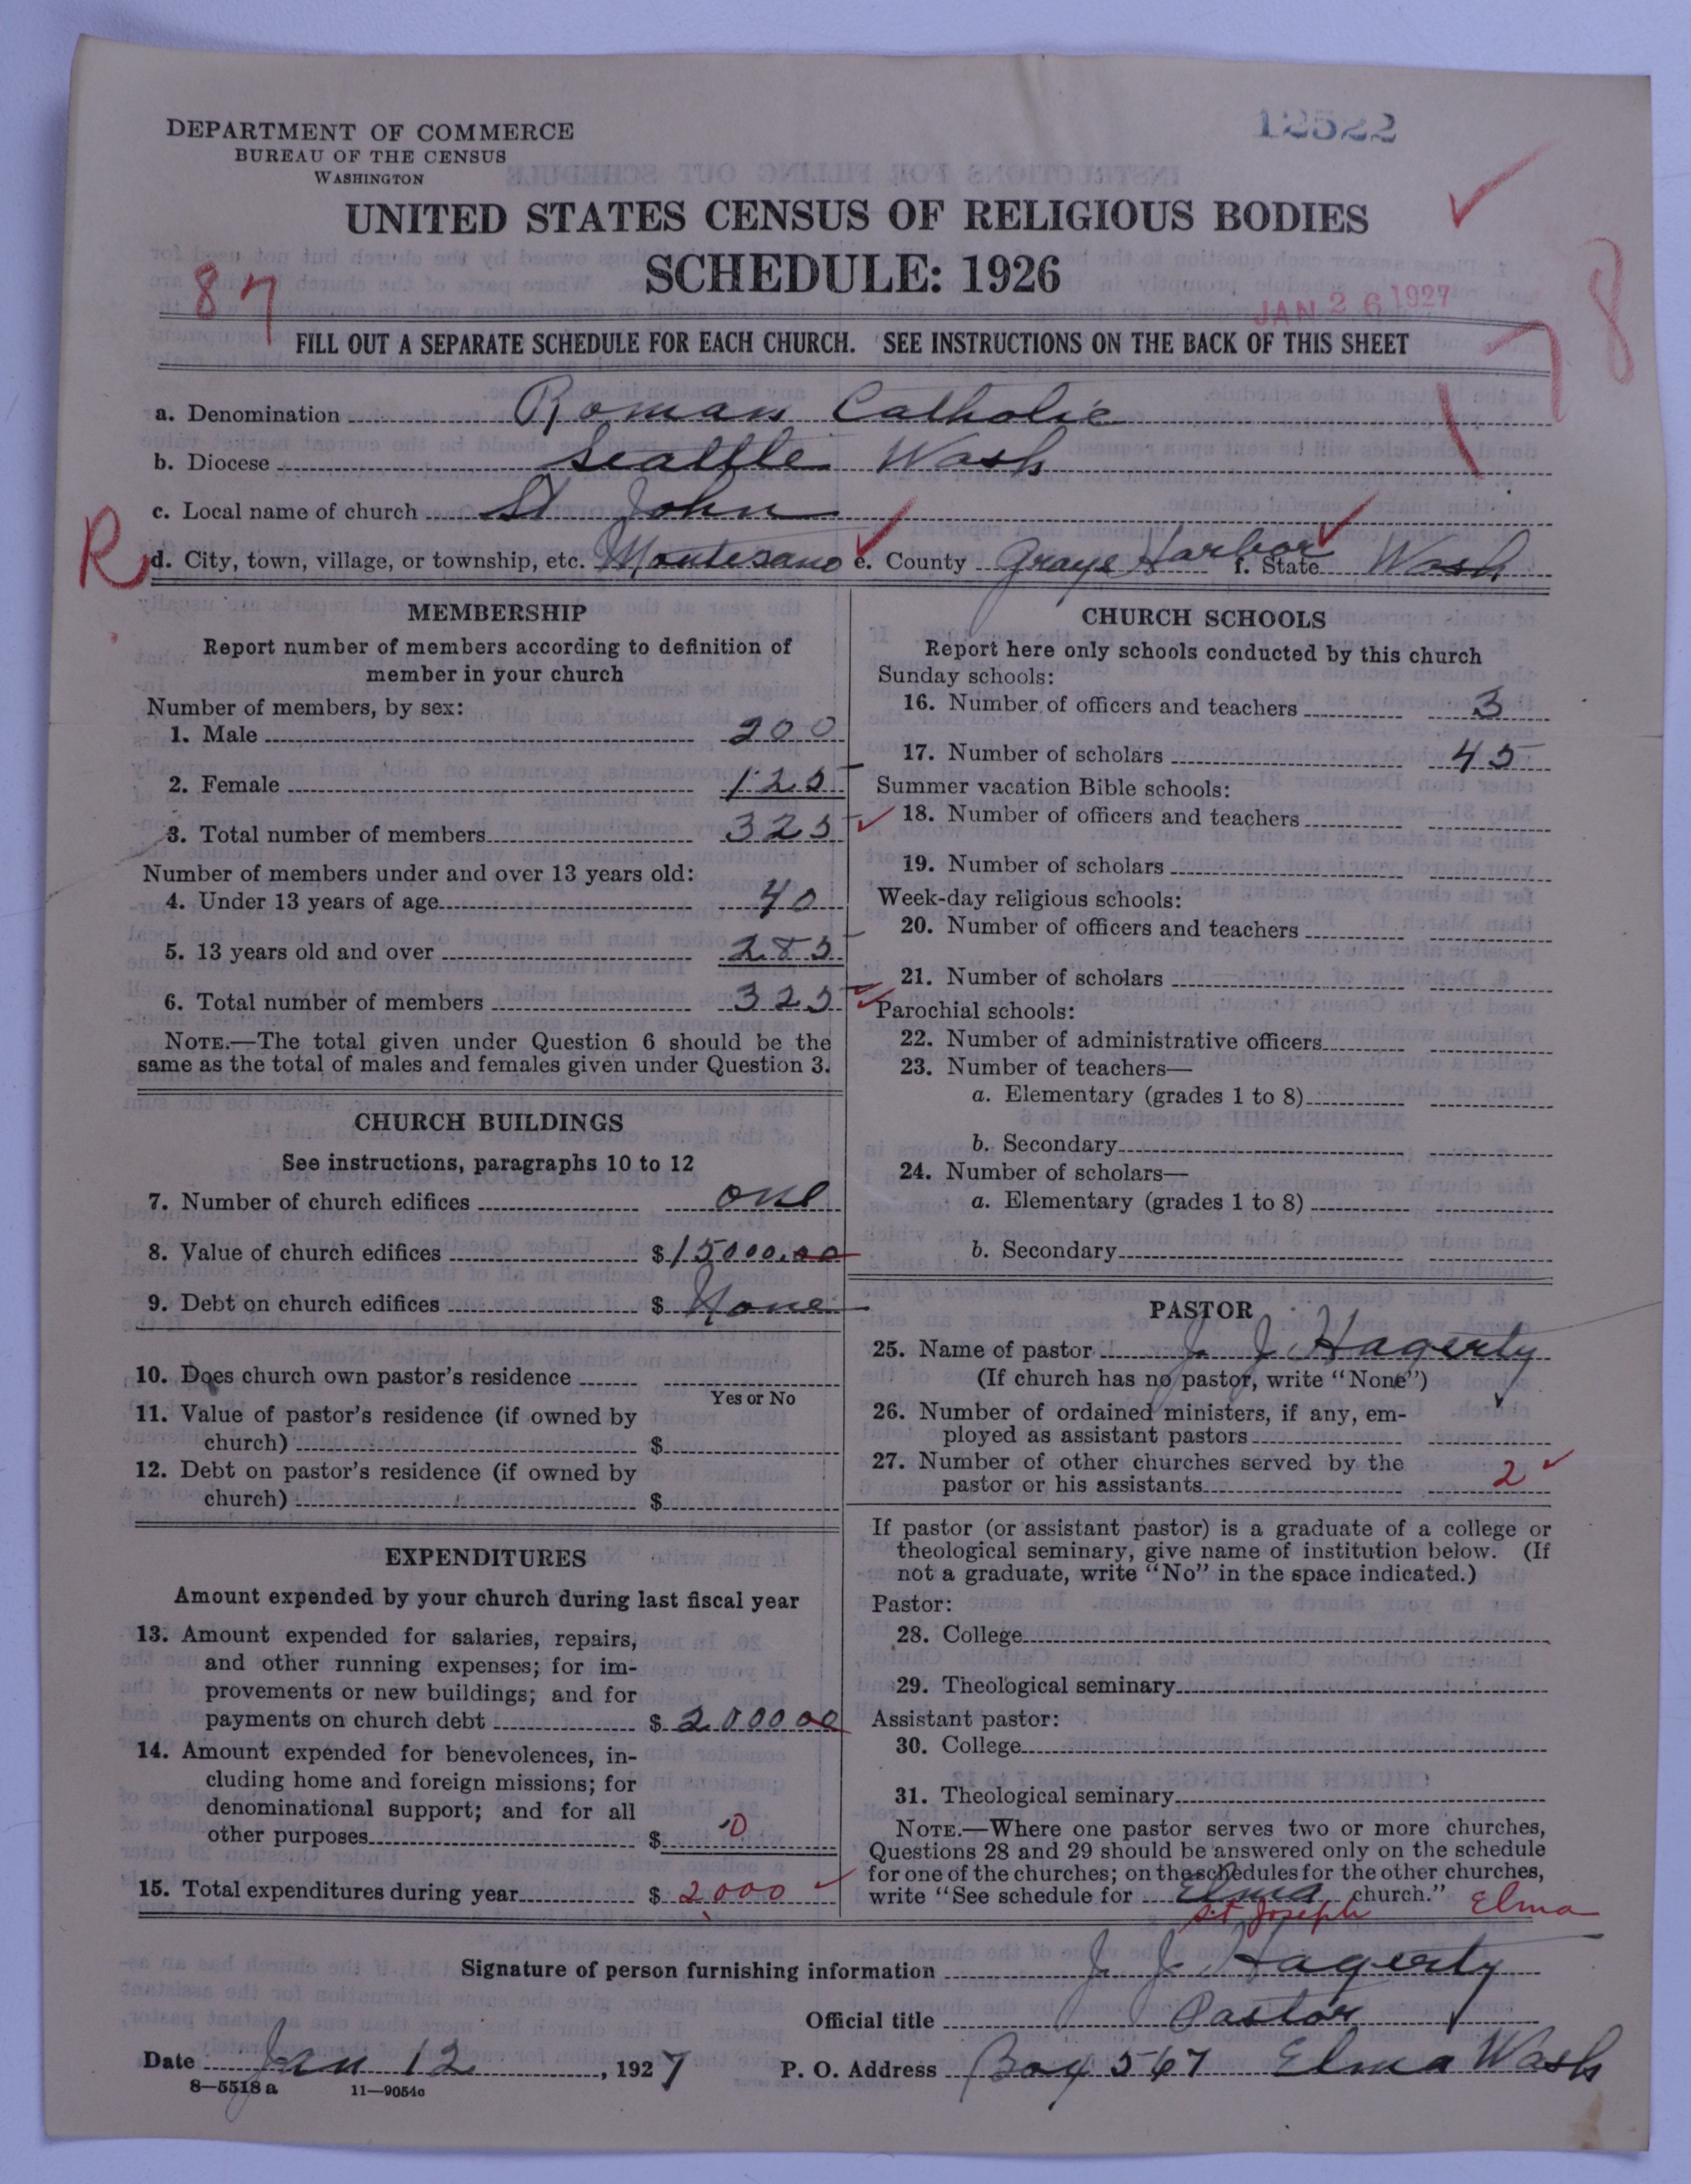 DEPARTMENT OF COMMERCE
BUREAU OF THE CENSUS
WASHINGTON
12522
UNITED STATES CENSUS OF RELIGIOUS BODIES
SCHEDULE: 1926
87
JAN 26 1927
78
FILL OUT A SEPARATE SCHEDULE FOR EACH CHURCH. SEE INSTRUCTIONS ON THE BACK OF THIS SHEET
a. Denomination Roman Catholic
b. Diocese Seattle Wash
c. Local name of church St John
R d. City, town, village, or township, etc. Montesano e. County Grays Harbor f. State Wash
MEMBERSHIP
Report number of members according to definition of
member in your church
Number of members, by sex:
1. Male 200
2. Female 125
3. Total number of members 325
Number of members under and over 13 years old:
4. Under 13 years of age 40
5. 13 years old and over 285
6. Total number of members 325
NOTE.—The total given under Question 6 should be the
same as the total of males and females given under Question 3.
CHURCH BUILDINGS
See instructions, paragraphs 10 to 12
7. Number of church edifices one
8. Value of church edifices $15000.00
9. Debt on church edifices $ None
10. Does church own pastor's residence
Yes or No
11. Value of pastor's residence (if owned by
church) $
12. Debt on pastor's residence (if owned by
church) $
EXPENDITURES
Amount expended by your church during last fiscal year
13. Amount expended for salaries, repairs,
and other running expenses; for im-
provements or new buildings; and for
payments on church debt $ 2000 00
14. Amount expended for benevolences, in-
cluding home and foreign missions; for
denominational support; and for all
other purposes $ 0
15. Total expenditures during year $ 2000
CHURCH SCHOOLS
Report here only schools conducted by this church
Sunday schools:
16. Number of officers and teachers 3
17. Number of scholars 45
Summer vacation Bible schools:
18. Number of officers and teachers
19. Number of scholars
Week-day religious schools:
20. Number of officers and teachers
21. Number of scholars
Parochial schools:
22. Number of administrative officers
23. Number of teachers—
a. Elementary (grades 1 to 8)
b. Secondary
24. Number of scholars—
a. Elementary (grades 1 to 8)
b. Secondary
PASTOR
25. Name of pastor J. J. Hagerty
(If church has no pastor, write "None")
26. Number of ordained ministers, if any, em-
ployed as assistant pastors
27. Number of other churches served by the
pastor or his assistants 2
If pastor (or assistant pastor) is a graduate of a college or
theological seminary, give name of institution below. (If
not a graduate, write "No" in the space indicated.)
Pastor:
28. College
29. Theological seminary
Assistant pastor:
30. College
31. Theological seminary
NOTE.—Where one pastor serves two or more churches,
Questions 28 and 29 should be answered only on the schedule
for one of the churches; on the schedules for the other churches,
write "See schedule for Elma church."
St Joseph Elma
Signature of person furnishing information J. J. Hagerty
Official title Pastor
Date Jan 12, 1927 P. O. Address Box 567 Elma Wash
8—5518a 11—9054c